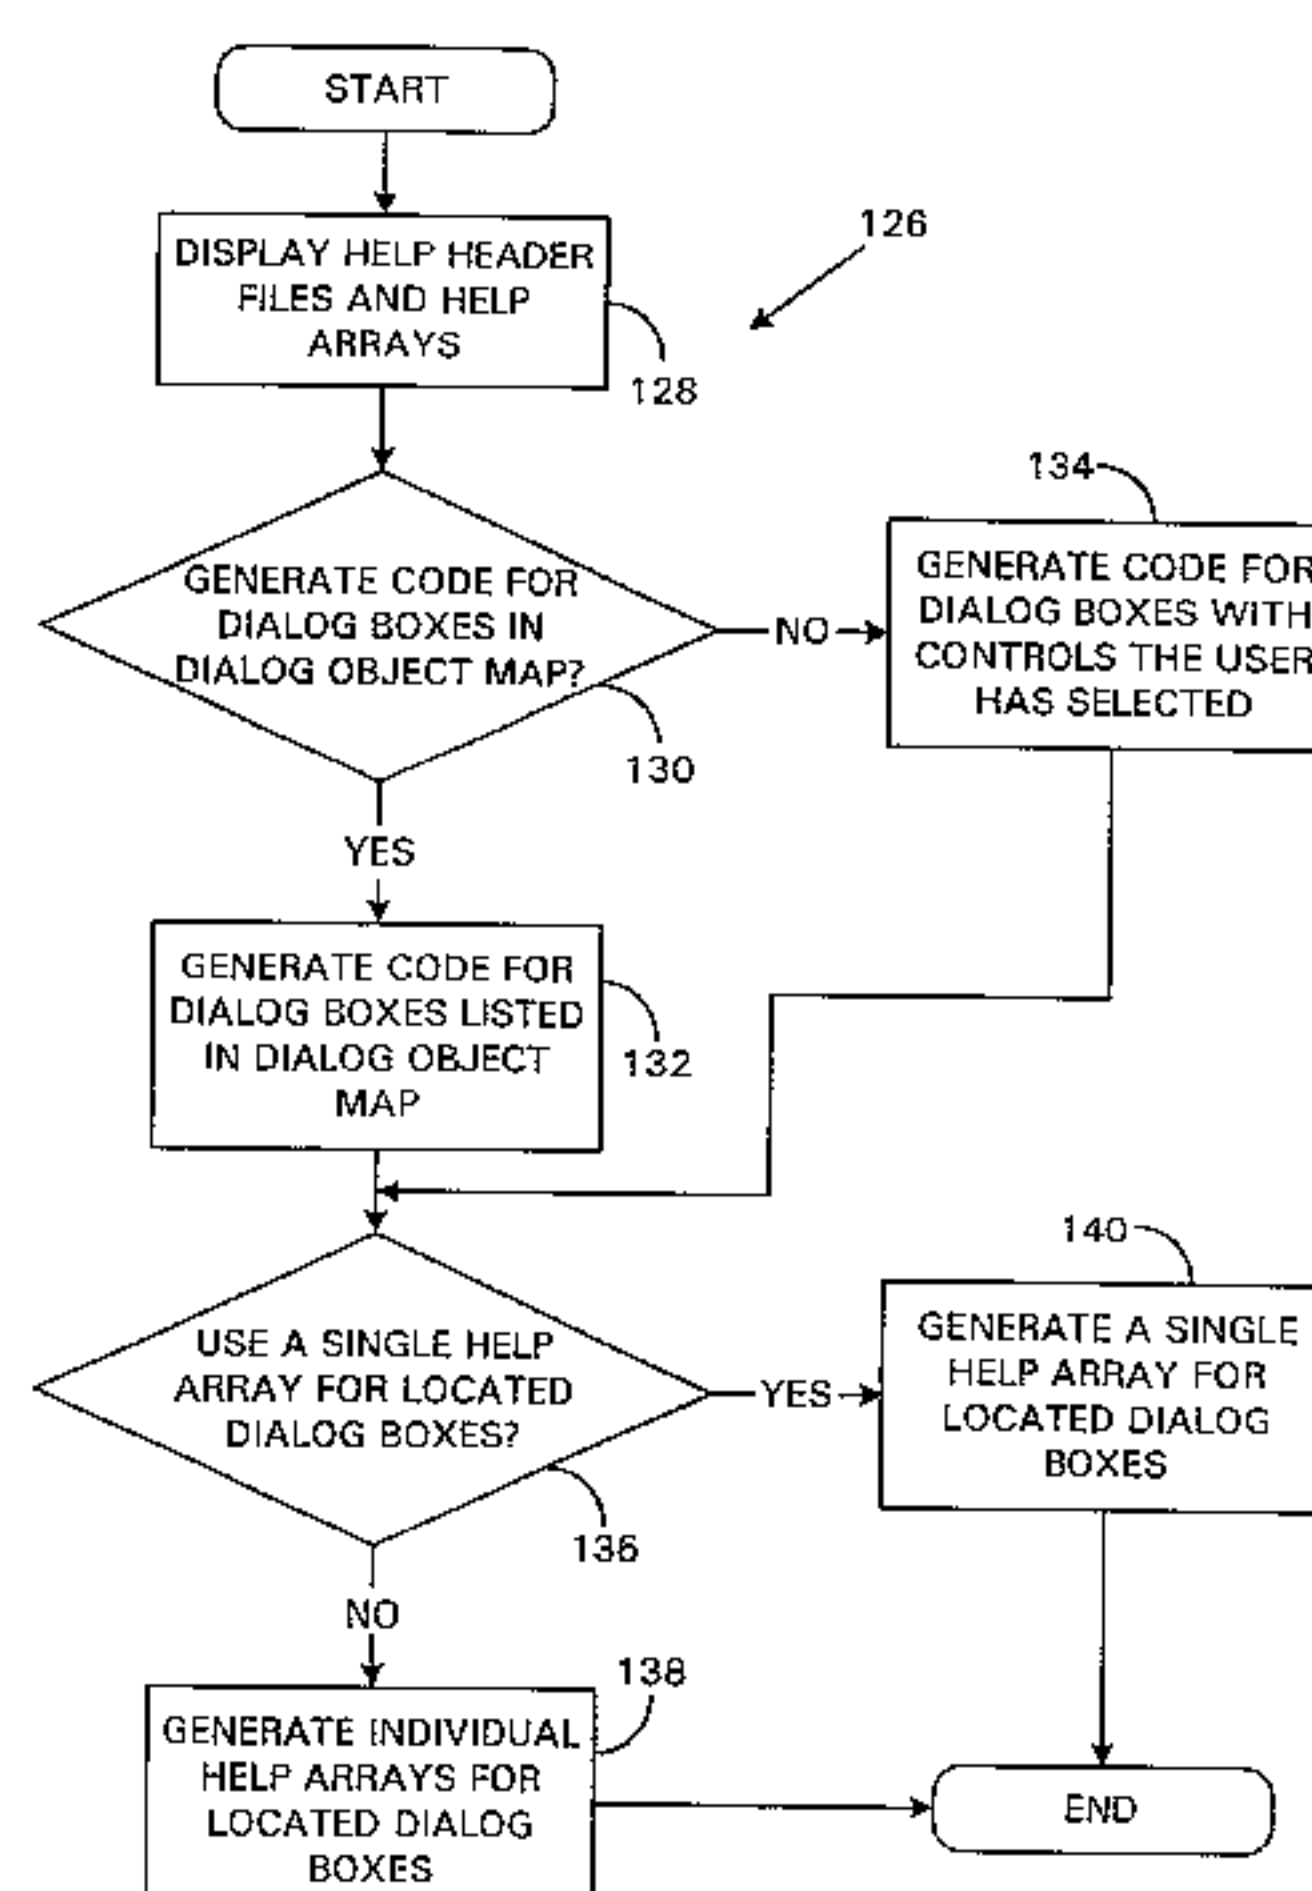 START
DISPLAY HELP HEADER
FILES AND HELP
ARRAYS
126
128
GENERATE CODE FOR
DIALOG BOXES IN
DIALOG OBJECT MAP?
130
NO
134
GENERATE CODE FOR
DIALOG BOXES WITH
CONTROLS THE USER
HAS SELECTED
YES
GENERATE CODE FOR
DIALOG BOXES LISTED
IN DIALOG OBJECT
MAP
132
USE A SINGLE HELP
ARRAY FOR LOCATED
DIALOG BOXES?
136
YES
140
GENERATE A SINGLE
HELP ARRAY FOR
LOCATED DIALOG
BOXES
NO
138
GENERATE INDIVIDUAL
HELP ARRAYS FOR
LOCATED DIALOG
BOXES
END